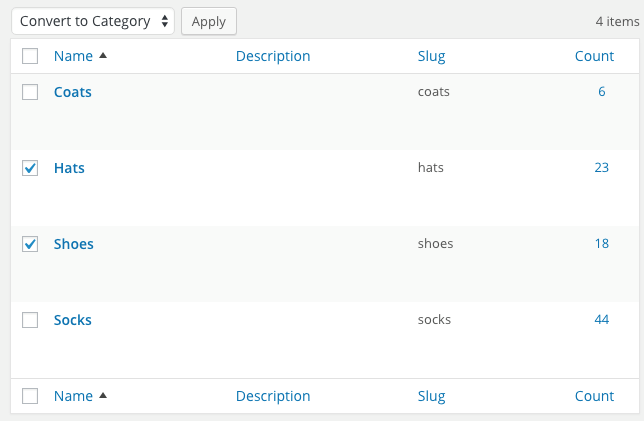 Convert to Category Apply 4 items
Name Description Slug Count
Coats coats 6
Hats hats 23
Shoes shoes 18
Socks socks 44
Name Description Slug Count